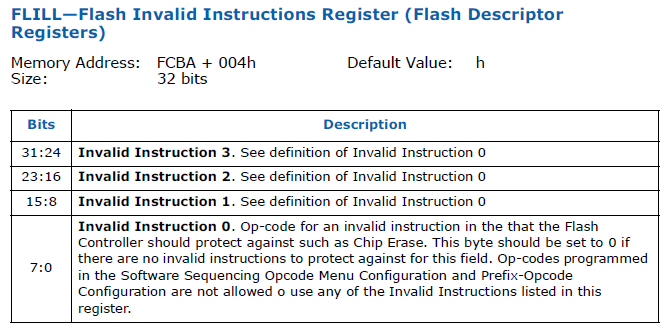 FLILL—Flash Invalid Instructions Register (Flash Descriptor
Registers)
Memory Address: FCBA + 004h Default Value: h
Size: 32 bits
Bits Description
31:24 Invalid Instruction 3. See definition of Invalid Instruction 0
23:16 Invalid Instruction 2. See definition of Invalid Instruction 0
15:8 Invalid Instruction 1. See definition of Invalid Instruction 0
7:0 Invalid Instruction 0. Op-code for an invalid instruction in the that the Flash
Controller should protect against such as Chip Erase. This byte should be set to 0 if
there are no invalid instructions to protect against for this field. Op-codes programmed
in the Software Sequencing Opcode Menu Configuration and Prefix-Opcode
Configuration are not allowed o use any of the Invalid Instructions listed in this
register.